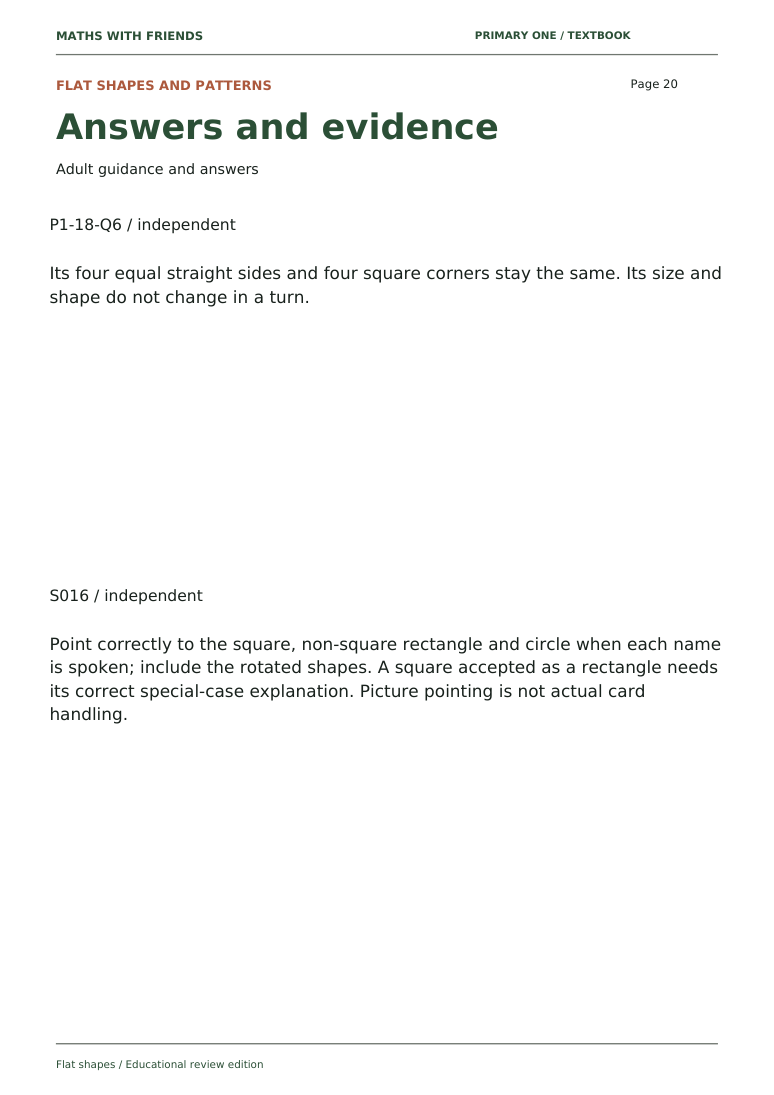 MATHS WITH FRIENDS
PRIMARY ONE / TEXTBOOK
FLAT SHAPES AND PATTERNS
Page 20
Answers and evidence
Adult guidance and answers
P1-18-Q6 / independent
Its four equal straight sides and four square corners stay the same. Its size and
shape do not change in a turn.
S016 / independent
Point correctly to the square, non-square rectangle and circle when each name
is spoken; include the rotated shapes. A square accepted as a rectangle needs
its correct special-case explanation. Picture pointing is not actual card
handling.
Flat shapes / Educational review edition